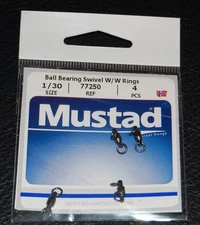 Ball Bearing Swivel W/W Rings
1/30 77250 4
SIZE REF PCS
Mustad